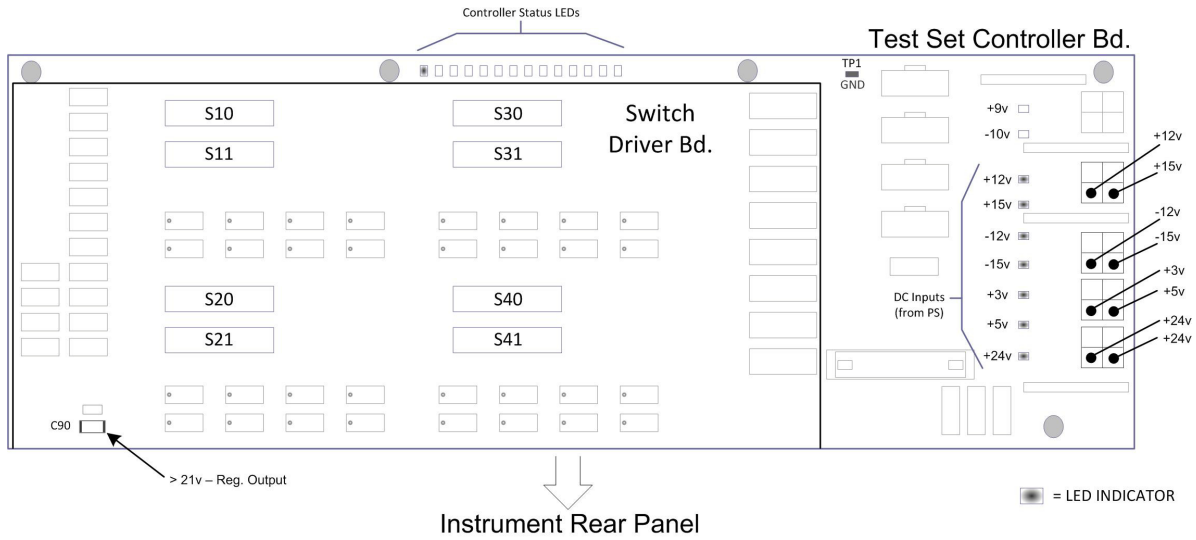 Controller Status LEDs
Test Set Controller Bd.
TP1
GND
+9v
-10v
+12v
+15v
-12v
-15v
+3v
+5v
+24v
DC Inputs
(from PS)
+12v
+15v
-12v
-15v
+3v
+5v
+24v
+24v
S10
S30
S11
S31
Switch
Driver Bd.
S20
S40
S21
S41
C90
> 21v – Reg. Output
= LED INDICATOR
Instrument Rear Panel